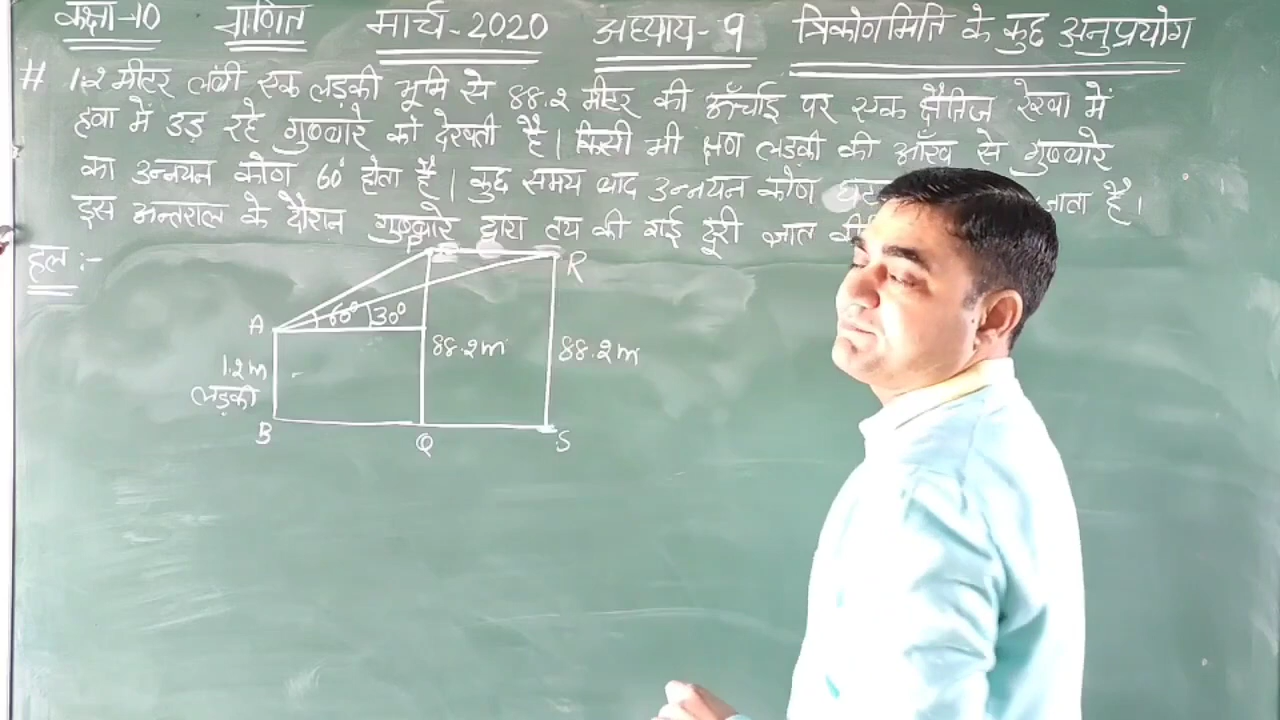 कक्षा-10 गणित मार्च-2020 अध्याय-9 त्रिकोणमिति के कुछ अनुप्रयोग
# 1.2 मीटर लंबी एक लड़की भूमि से 88.2 मीटर की ऊँचाई पर एक क्षैतिज रेखा में
हवा में उड़ रहे गुब्बारे को देखती है। किसी भी क्षण लड़की की आँख से गुब्बारे
का उन्नयन कोण 60° होता है। कुछ समय बाद उन्नयन कोण घट जाता है।
इस अन्तराल के दौरान गुब्बारे द्वारा तय की गई दूरी ज्ञात
हल :-
P
R
A 60° 30°
88.2m 88.2m
1.2m
लड़की
B Q S